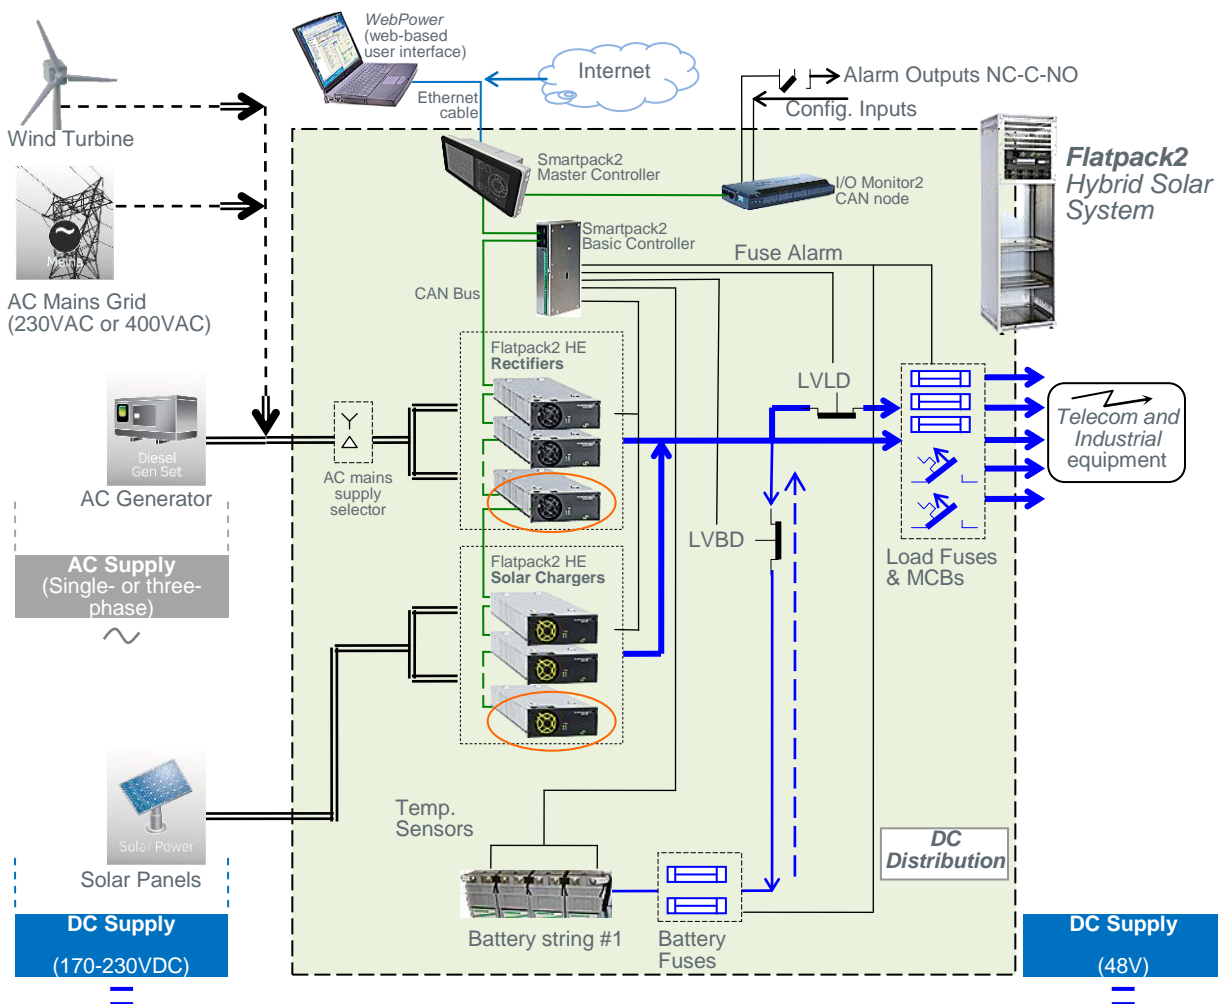 WebPower
(web-based
user interface)
Internet
Alarm Outputs NC-C-NO
Config. Inputs
Ethernet
cable
Wind Turbine
Smartpack2
Master Controller
I/O Monitor2
CAN node
Flatpack2
Hybrid Solar
System
Mains
AC Mains Grid
(230VAC or 400VAC)
Smartpack2
Basic Controller
Fuse Alarm
CAN Bus
Flatpack2 HE
Rectifiers
LVLD
Telecom and
Industrial
equipment
Diesel
Gen Set
AC Generator
AC mains
supply
selector
LVBD
Load Fuses
& MCBs
AC Supply
(Single- or three-
phase)
Flatpack2 HE
Solar Chargers
Solar Power
Solar Panels
Temp.
Sensors
DC
Distribution
Battery string #1
Battery
Fuses
DC Supply
(170-230VDC)
DC Supply
(48V)